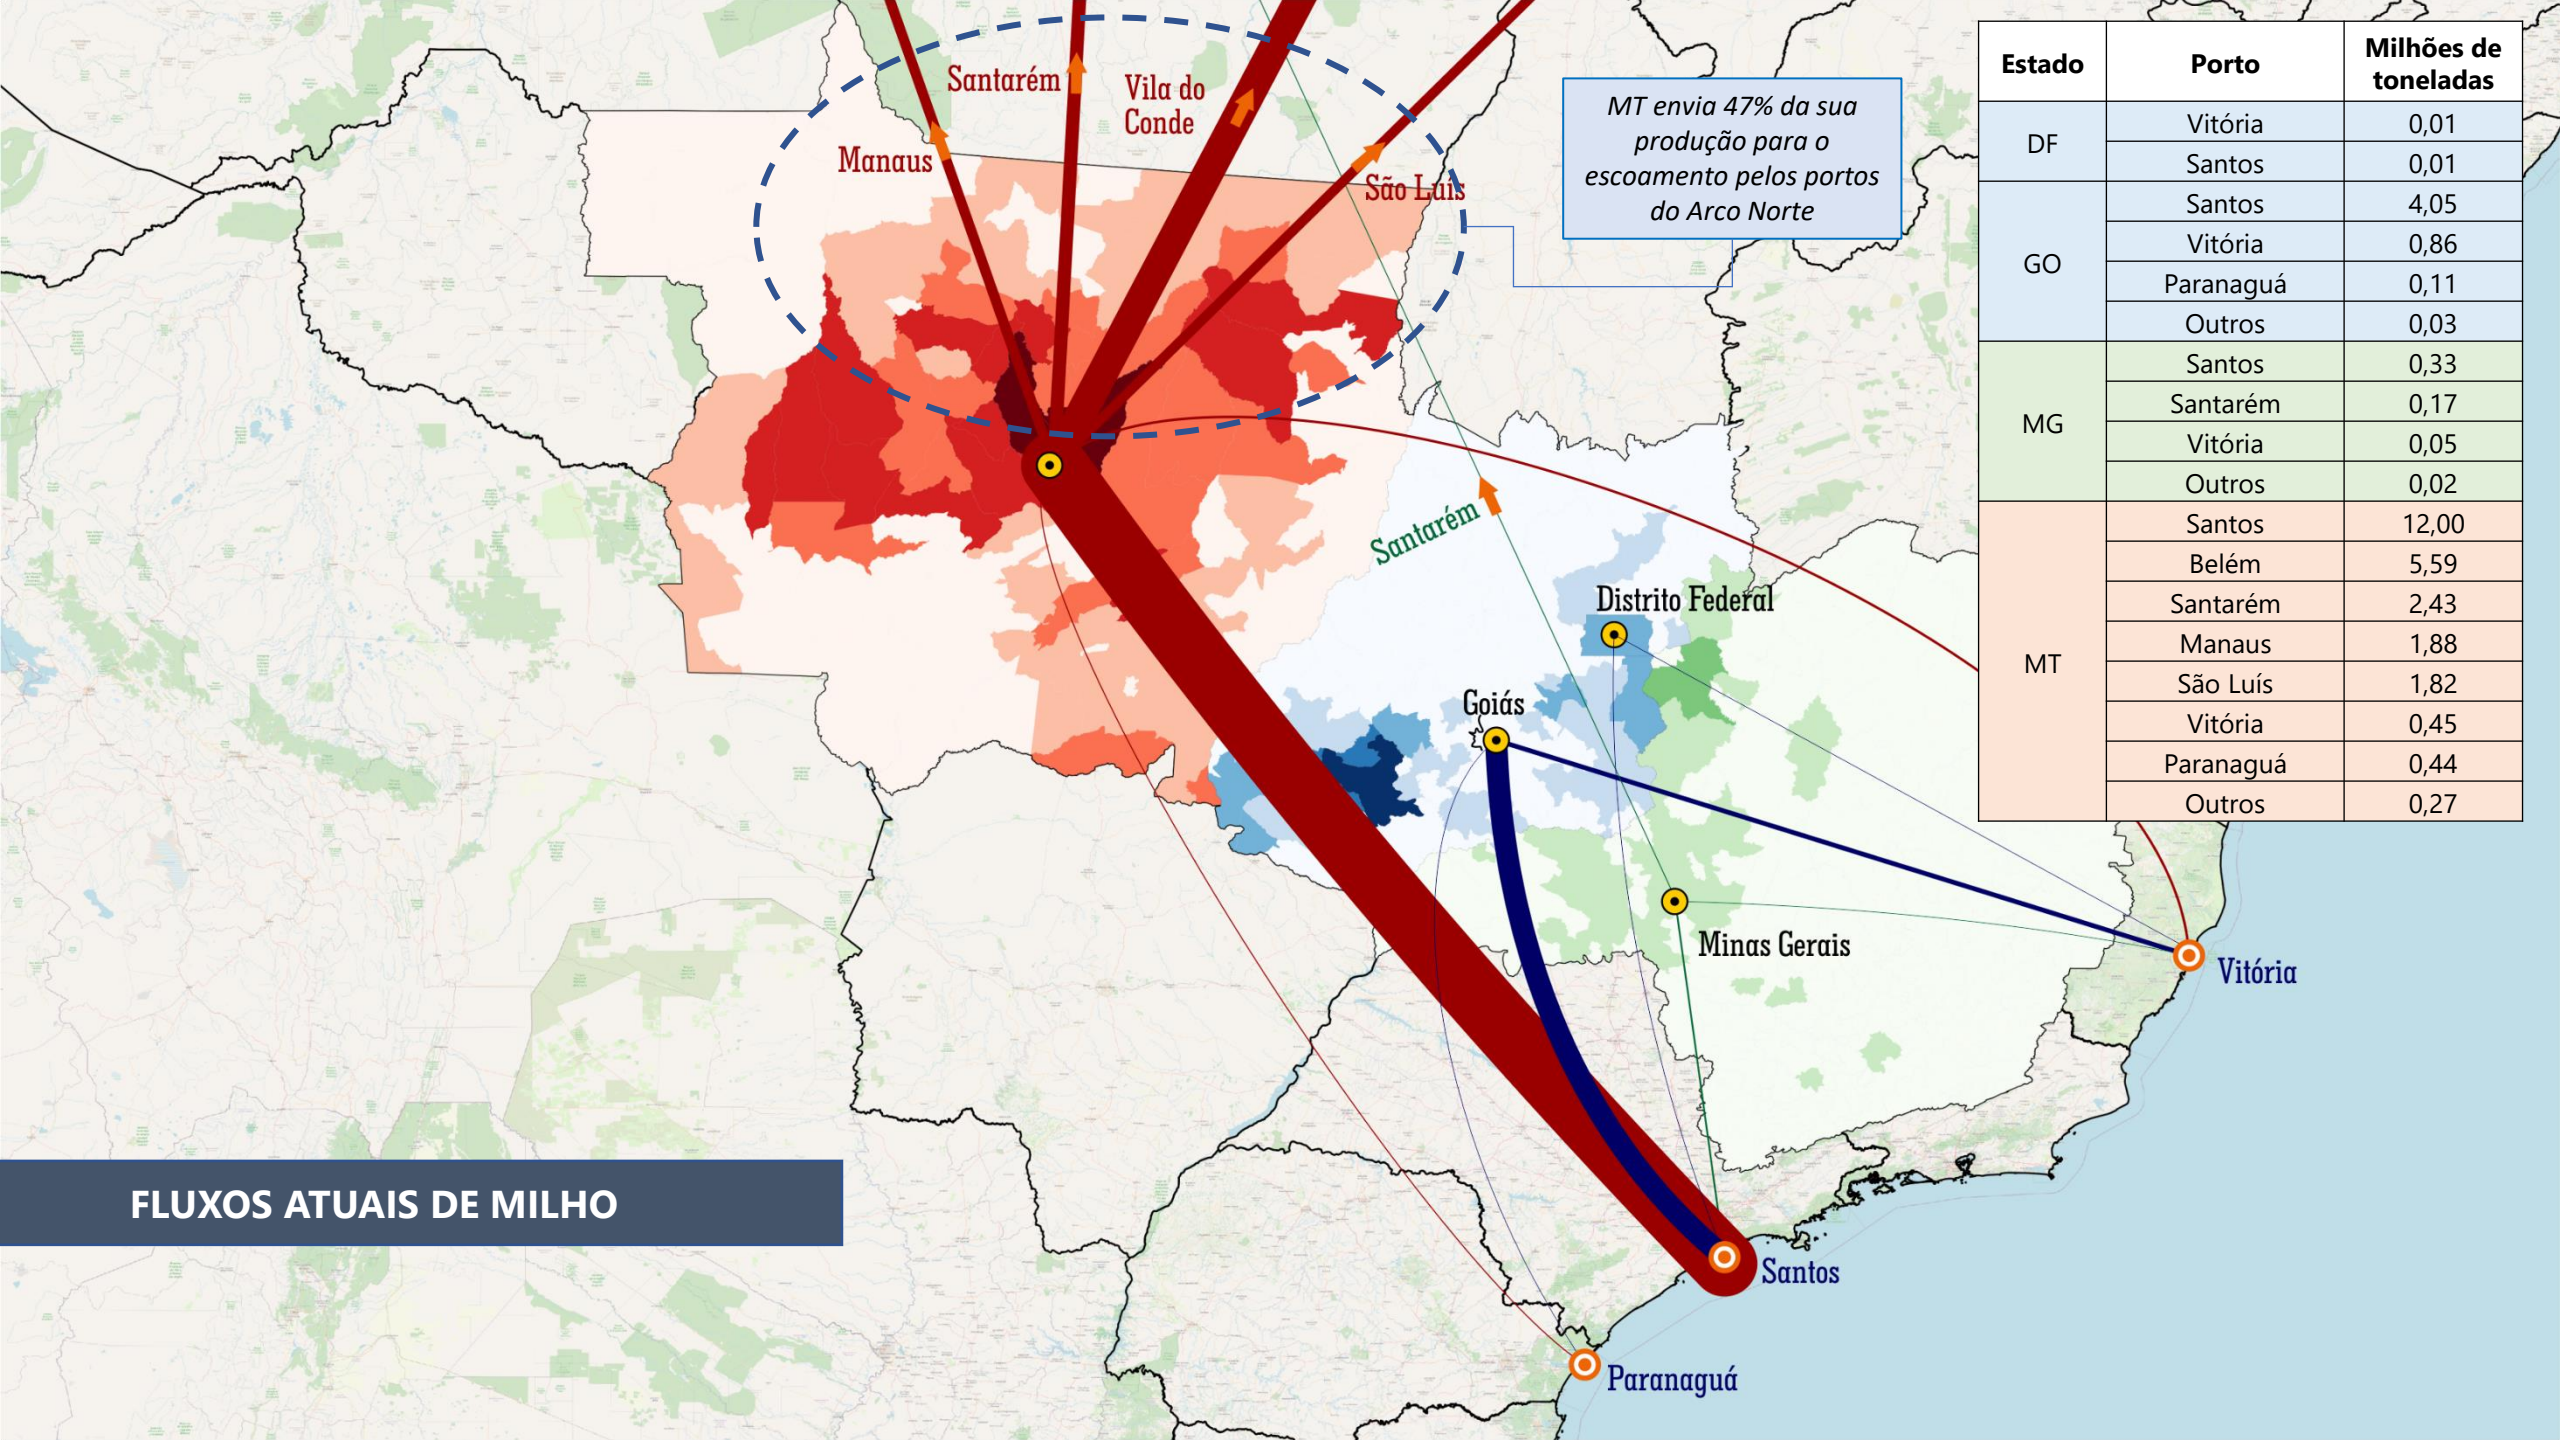 Santarém
Vila do
Conde
Manaus
São Luís
MT envia 47% da sua
produção para o
escoamento pelos portos
do Arco Norte
Estado Porto Milhões de
toneladas
DF Vitória 0,01
Santos 0,01
GO Santos 4,05
Vitória 0,86
Paranaguá 0,11
Outros 0,03
MG Santos 0,33
Santarém 0,17
Vitória 0,05
Outros 0,02
MT Santos 12,00
Belém 5,59
Santarém 2,43
Manaus 1,88
São Luís 1,82
Vitória 0,45
Paranaguá 0,44
Outros 0,27
Santarém
Distrito Federal
Goiás
Minas Gerais
Vitória
FLUXOS ATUAIS DE MILHO
Santos
Paranaguá